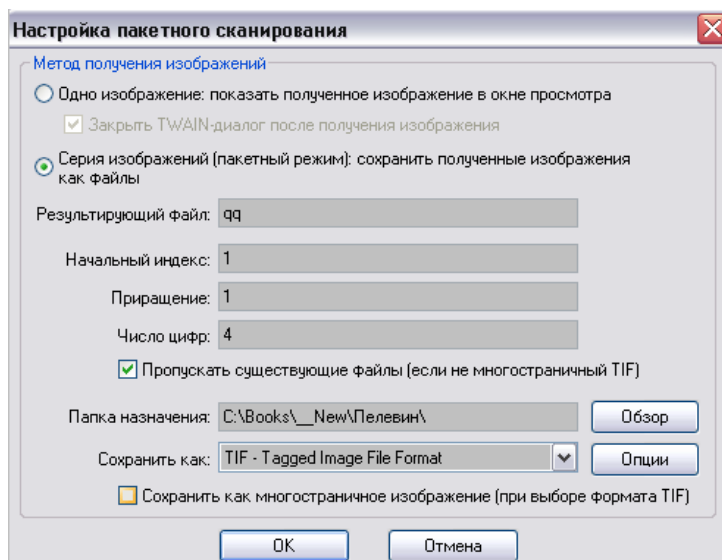 Настройка пакетного сканирования
Метод получения изображений
Одно изображение: показать полученное изображение в окне просмотра
Закрыть TWAIN-диалог после получения изображения
Серия изображений (пакетный режим): сохранить полученные изображения
как файлы
Результирующий файл: qq
Начальный индекс: 1
Приращение: 1
Число цифр: 4
Пропускать существующие файлы (если не многостраничный TIF)
Папка назначения: C:\Books\__New\Пелевин\ Обзор
Сохранить как: TIF - Tagged Image File Format Опции
Сохранить как многостраничное изображение (при выборе формата TIF)
OK Отмена